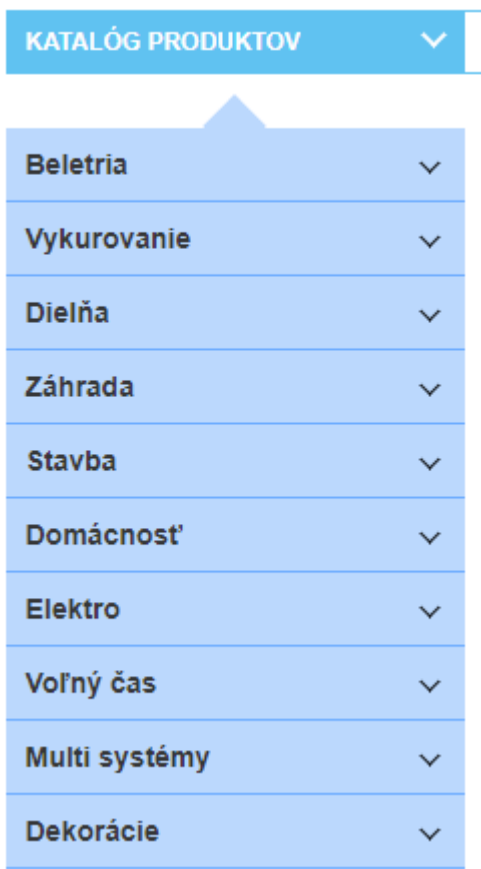 KATALÓG PRODUKTOV
Beletria
Vykurovanie
Dielňa
Záhrada
Stavba
Domácnosť
Elektro
Voľný čas
Multi systémy
Dekorácie